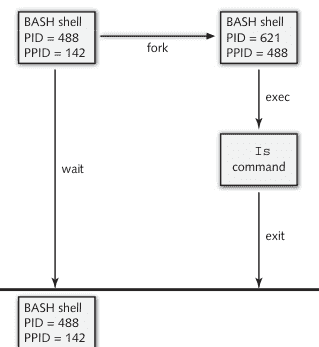 BASH shell
PID = 488
PPID = 142
fork
BASH shell
PID = 621
PPID = 488
exec
wait
ls
command
exit
BASH shell
PID = 488
PPID = 142